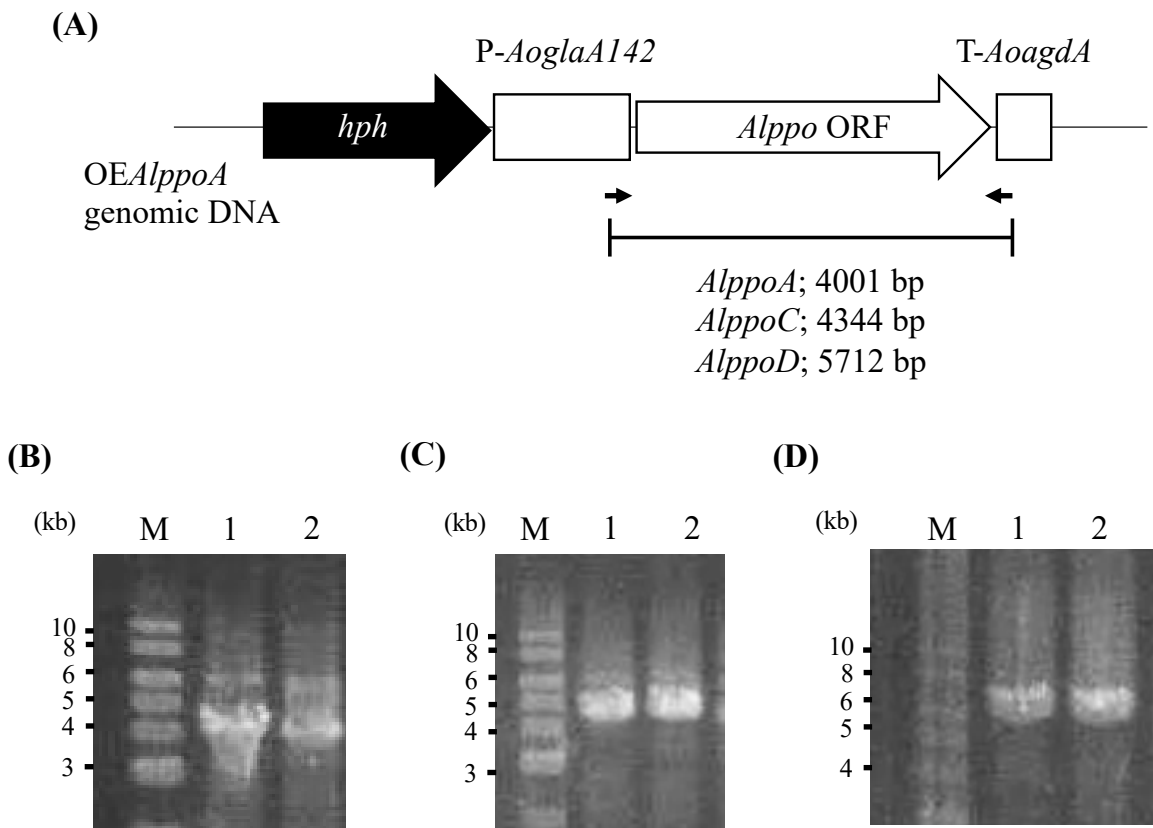 (A)
P-AoglaA142
T-AoagdA
hph
Alppo ORF
OEAlppoA
genomic DNA
AlppoA; 4001 bp
AlppoC; 4344 bp
AlppoD; 5712 bp
(B)
(kb) M 1 2
10
8
6
5
4
3
(C)
(kb) M 1 2
10
8
6
5
4
3
(D)
(kb) M 1 2
10
8
6
5
4